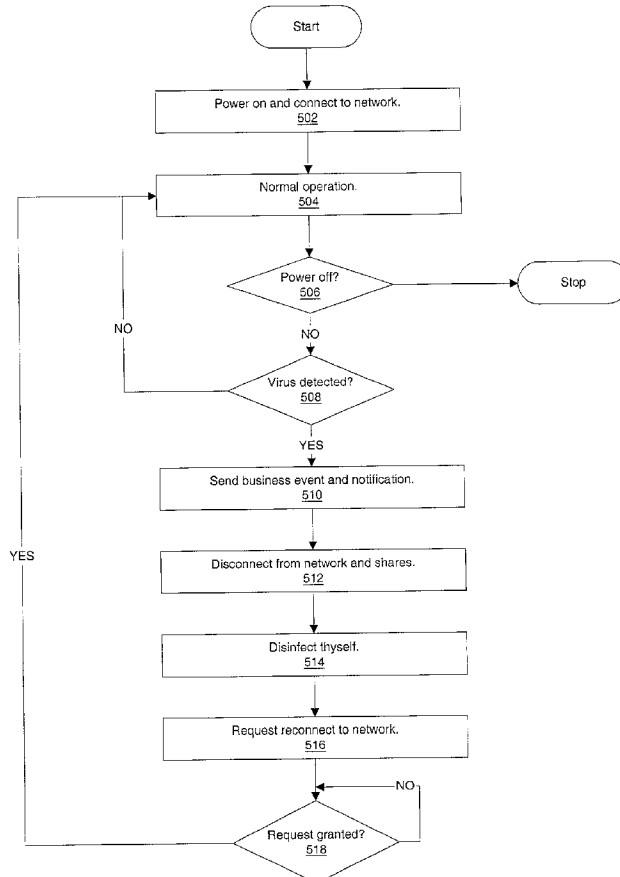 Start
Power on and connect to network.
502
Normal operation.
504
Power off?
506
Stop
NO
NO
Virus detected?
508
YES
Send business event and notification.
510
YES
Disconnect from network and shares.
512
Disinfect thyself.
514
Request reconnect to network.
516
NO
Request granted?
518